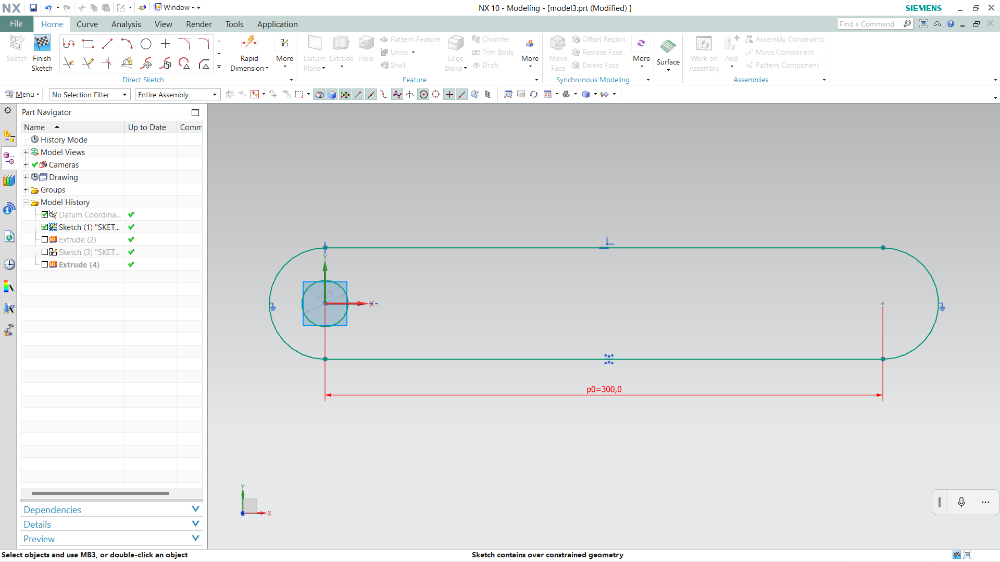 NX
Window
NX 10 - Modeling - [model3.prt (Modified) ]
SIEMENS
File
Home
Curve
Analysis
View
Render
Tools
Application
Find a Command
Sketch
Finish
Sketch
Rapid
Dimension
More
Direct Sketch
Datum
Plane
Extrude
Hole
Pattern Feature
Unite
Shell
Edge
Blend
Chamfer
Trim Body
Draft
More
Feature
Move
Face
Offset Region
Replace Face
Delete Face
More
Synchronous Modeling
Surface
Work on
Assembly
Add
Assembly Constraints
Move Component
Pattern Component
Assemblies
Menu
No Selection Filter
Entire Assembly
Part Navigator
Name
Up to Date
Comm
History Mode
Model Views
Cameras
Drawing
Groups
Model History
Datum Coordina...
Sketch (1) "SKET...
Extrude (2)
Sketch (3) "SKET...
Extrude (4)
Dependencies
Details
Preview
Y
X
p0=300,0
Y
X
Select objects and use MB3, or double-click an object
Sketch contains over constrained geometry